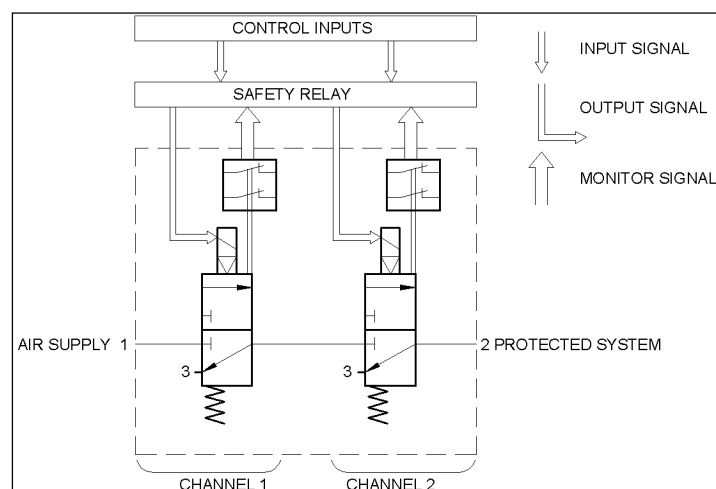 CONTROL INPUTS
SAFETY RELAY
INPUT SIGNAL
OUTPUT SIGNAL
MONITOR SIGNAL
AIR SUPPLY 1
2 PROTECTED SYSTEM
3
3
CHANNEL 1
CHANNEL 2